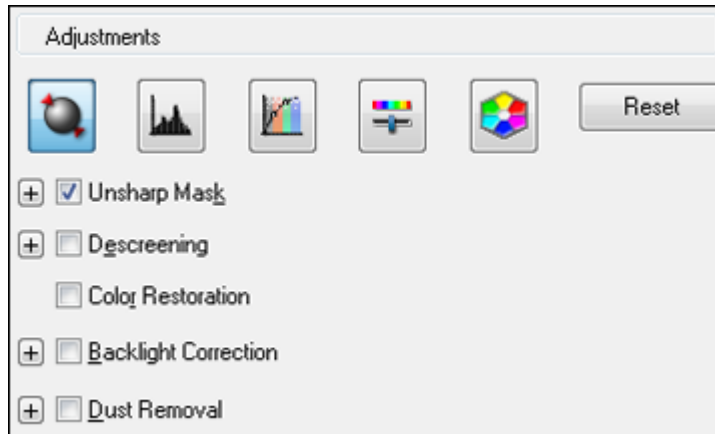 Adjustments
Reset
Unsharp Mask
Descreening
Color Restoration
Backlight Correction
Dust Removal